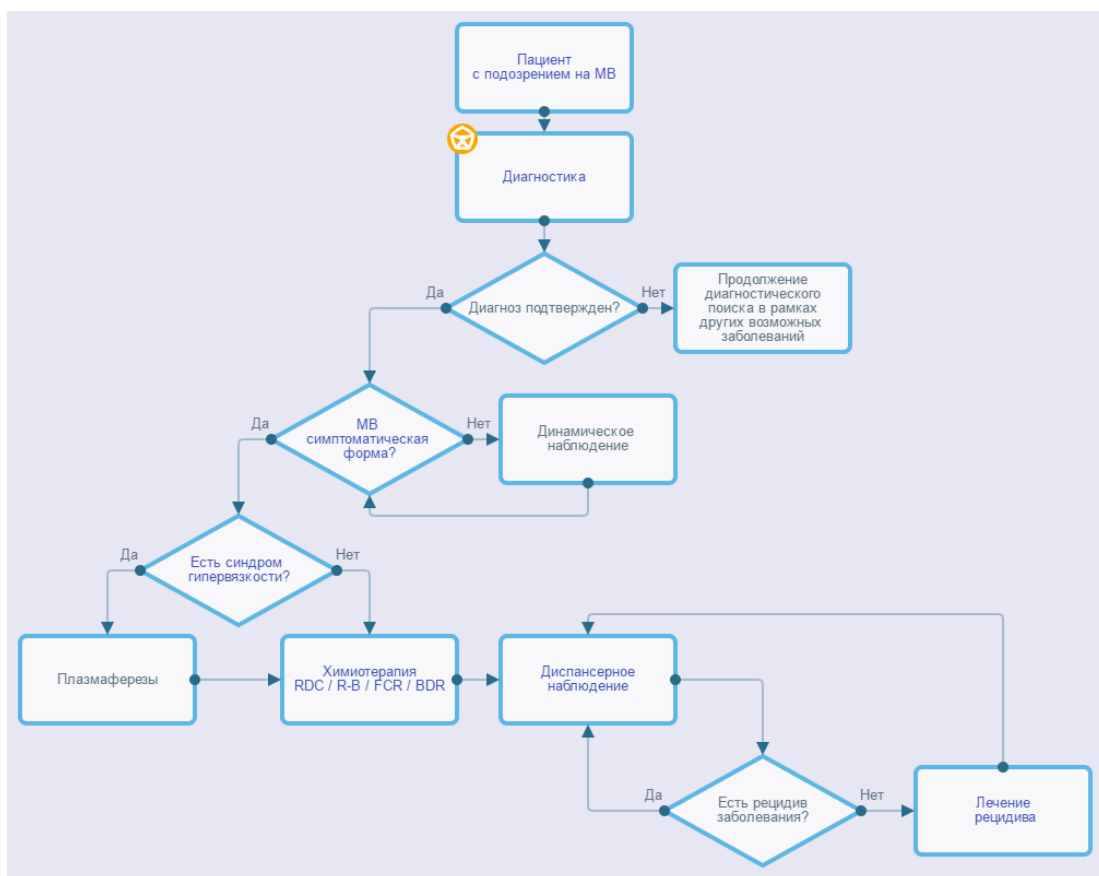 Пациент
с подозрением на МВ
Диагностика
Да
Диагноз подтвержден?
Нет
Продолжение
диагностического
поиска в рамках
других возможных
заболеваний
Да
МВ
симптоматическая
форма?
Нет
Динамическое
наблюдение
Да
Есть синдром
гипервязкости?
Нет
Плазмаферезы
Химиотерапия
RDC / R-B / FCR / BDR
Диспансерное
наблюдение
Да
Есть рецидив
заболевания?
Нет
Лечение
рецидива